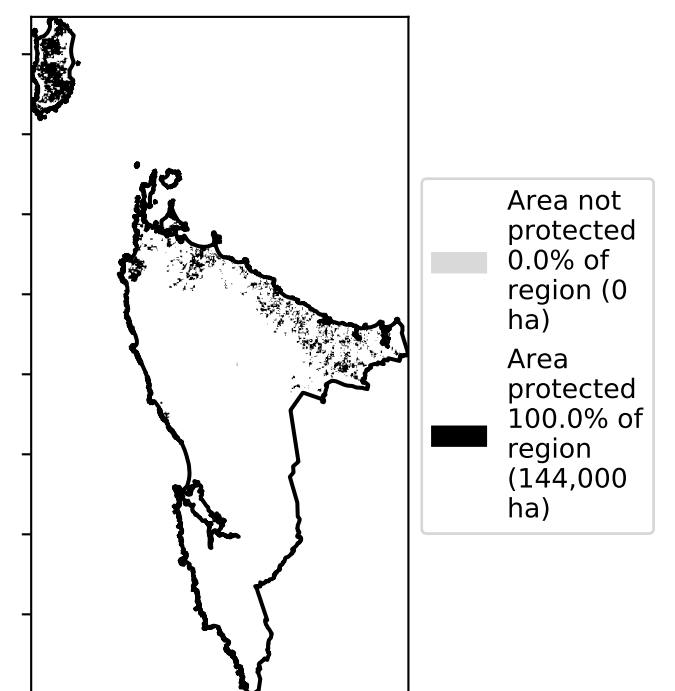 Area not
protected
0.0% of
region (0
ha)
Area
protected
100.0% of
region
(144,000
ha)